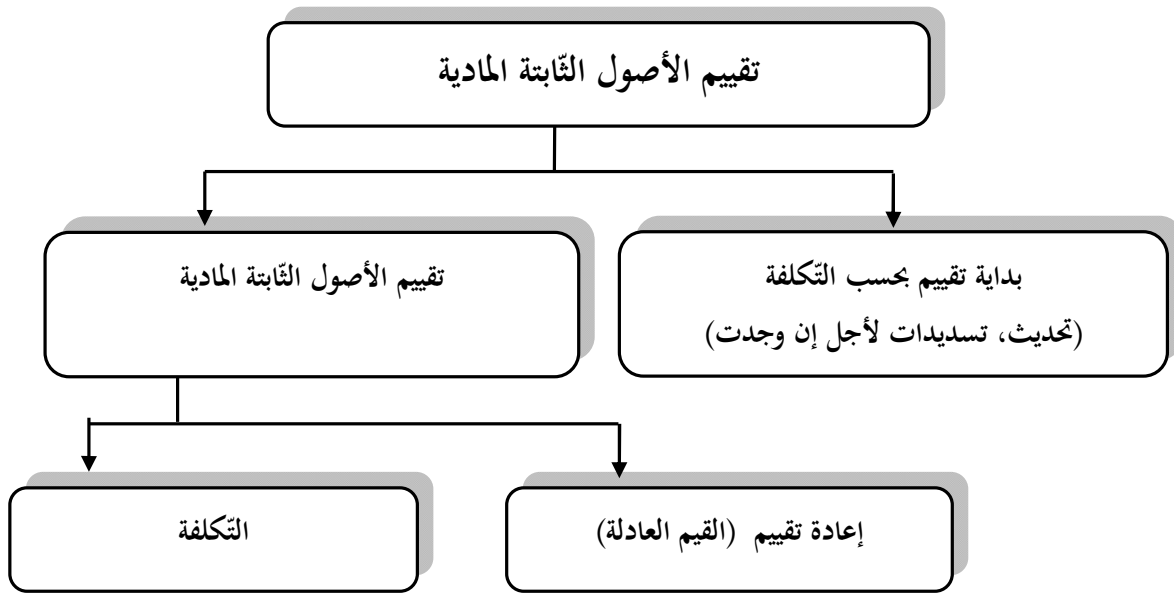 تقييم الأصول الثّابتة المادية
بداية تقييم بحسب التّكلفة
(تحديث، تسديدات لأجل إن وجدت)
تقييم الأصول الثّابتة المادية
إعادة تقييم (القيم العادلة)
التّكلفة